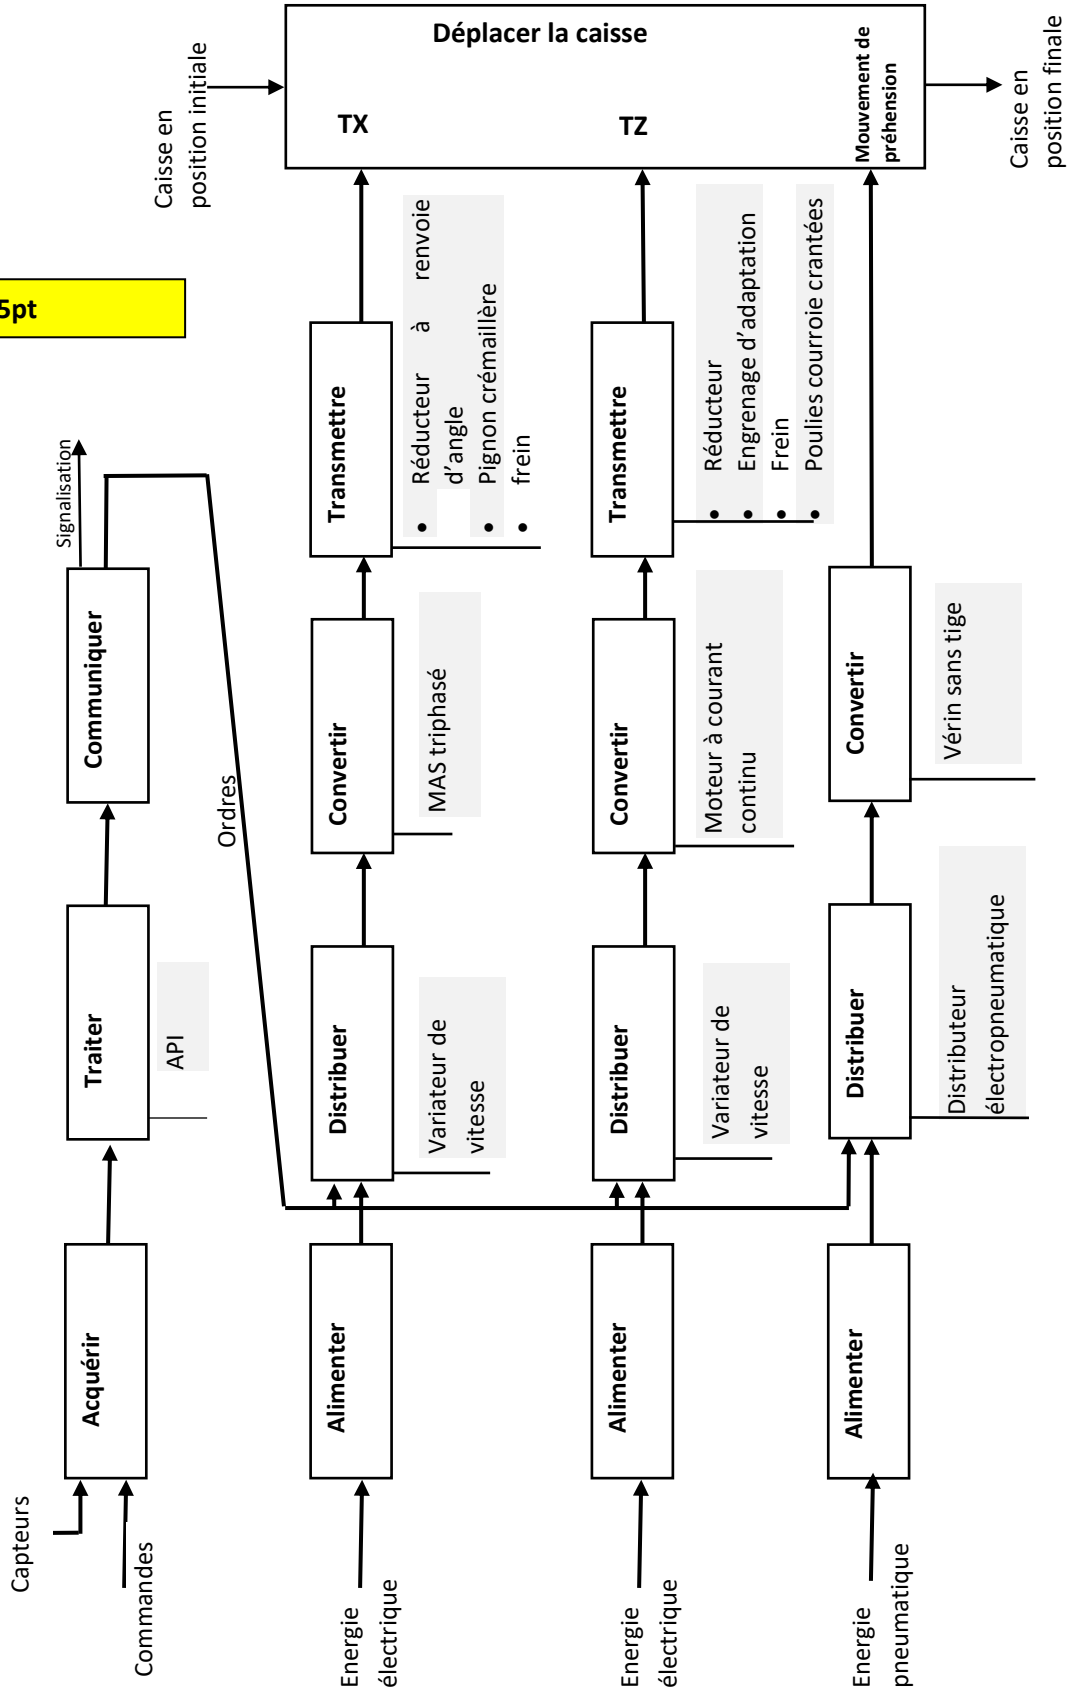 5pt
Capteurs
Commandes
Acquérir
Traiter
API
Communiquer
Signalisation
Ordres
Energie
électrique
Alimenter
Distribuer
Variateur de
vitesse
Convertir
MAS triphasé
Transmettre
• Réducteur à renvoie
d’angle
• Pignon crémaillère
• frein
Energie
électrique
Alimenter
Distribuer
Variateur de
vitesse
Convertir
Moteur à courant
continu
Transmettre
• Réducteur
• Engrenage d’adaptation
• Frein
• Poulies courroie crantées
Energie
pneumatique
Alimenter
Distribuer
Distributeur
électropneumatique
Convertir
Vérin sans tige
Caisse en
position initiale
Déplacer la caisse
TX
TZ
Mouvement de
préhension
Caisse en
position finale